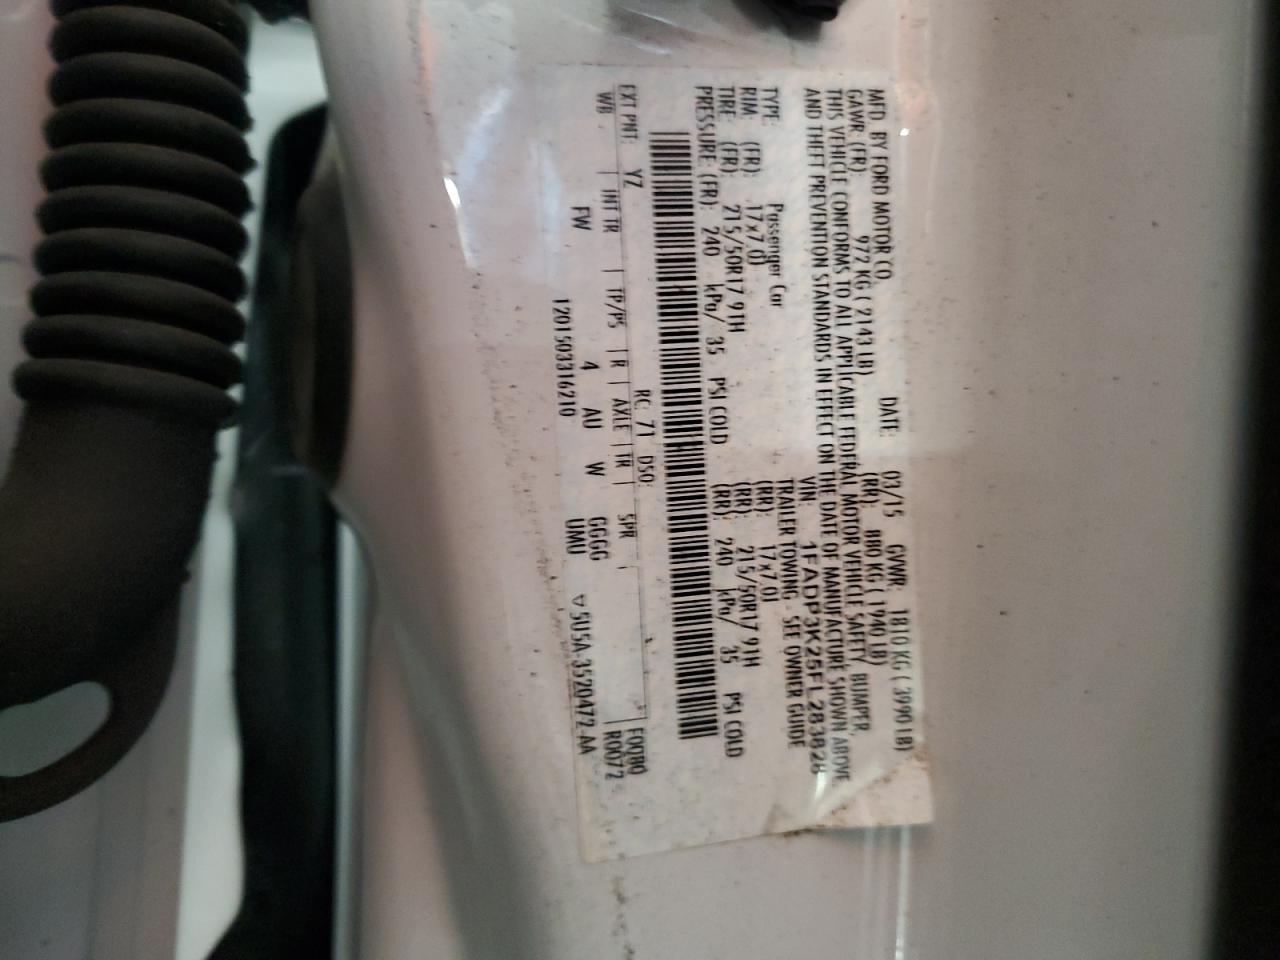 MFD. BY FORD MOTOR CO. DATE: 03/15 GVWR: 1810 KG ( 3990 LB)
GAWR: (FR): 972 KG ( 2143 LB) (RR): 880 KG ( 1940 LB)
THIS VEHICLE CONFORMS TO ALL APPLICABLE FEDERAL MOTOR VEHICLE SAFETY, BUMPER,
AND THEFT PREVENTION STANDARDS IN EFFECT ON THE DATE OF MANUFACTURE SHOWN ABOVE
VIN: 1FADP3K25FL283826
TYPE: Passenger Car TRAILER TOWING - SEE OWNER GUIDE
RIM: (FR): 17x7.0J (RR): 17x7.0J
TIRE: (FR): 215/50R17 91H (RR): 215/50R17 91H
PRESSURE: (FR): 240 kPa/ 35 PSI COLD (RR): 240 kPa/ 35 PSI COLD
RC: 71 DSO: F0080
EXT PNT: YZ R0072
WB INT TR TP/PS R AXLE TR SPR
FW 4 AU W GGGG
UMU
1201503316210 ▽5U5A-3520472-AA